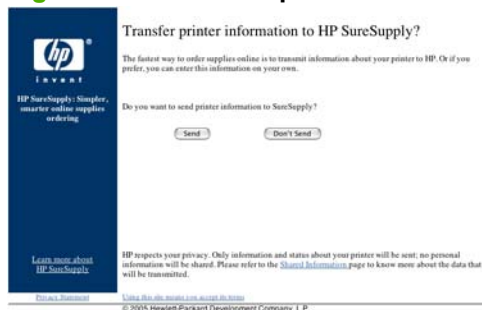 Transfer printer information to HP SureSupply?
The fastest way to order supplies online is to transmit information about your printer to HP. Or if you
prefer, you can enter this information on your own.
hp
invent
HP SureSupply: Simpler,
smarter online supplies
ordering
Do you want to send printer information to SureSupply?
Send
Don't Send
Learn more about
HP SureSupply
HP respects your privacy. Only information and status about your printer will be sent; no personal
information will be shared. Please refer to the Shared Information page to know more about the data that
will be transmitted.
Privacy Statement
Using this site means you accept its terms
© 2005 Hewlett-Packard Development Company, L.P.